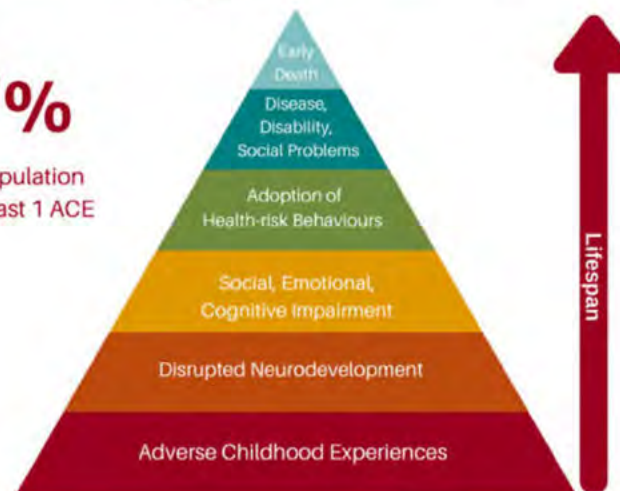 %
pulation
ast 1 ACE
Early
Death
Disease,
Disability,
Social Problems
Adoption of
Health-risk Behaviours
Social, Emotional,
Cognitive Impairment
Disrupted Neurodevelopment
Adverse Childhood Experiences
Lifespan